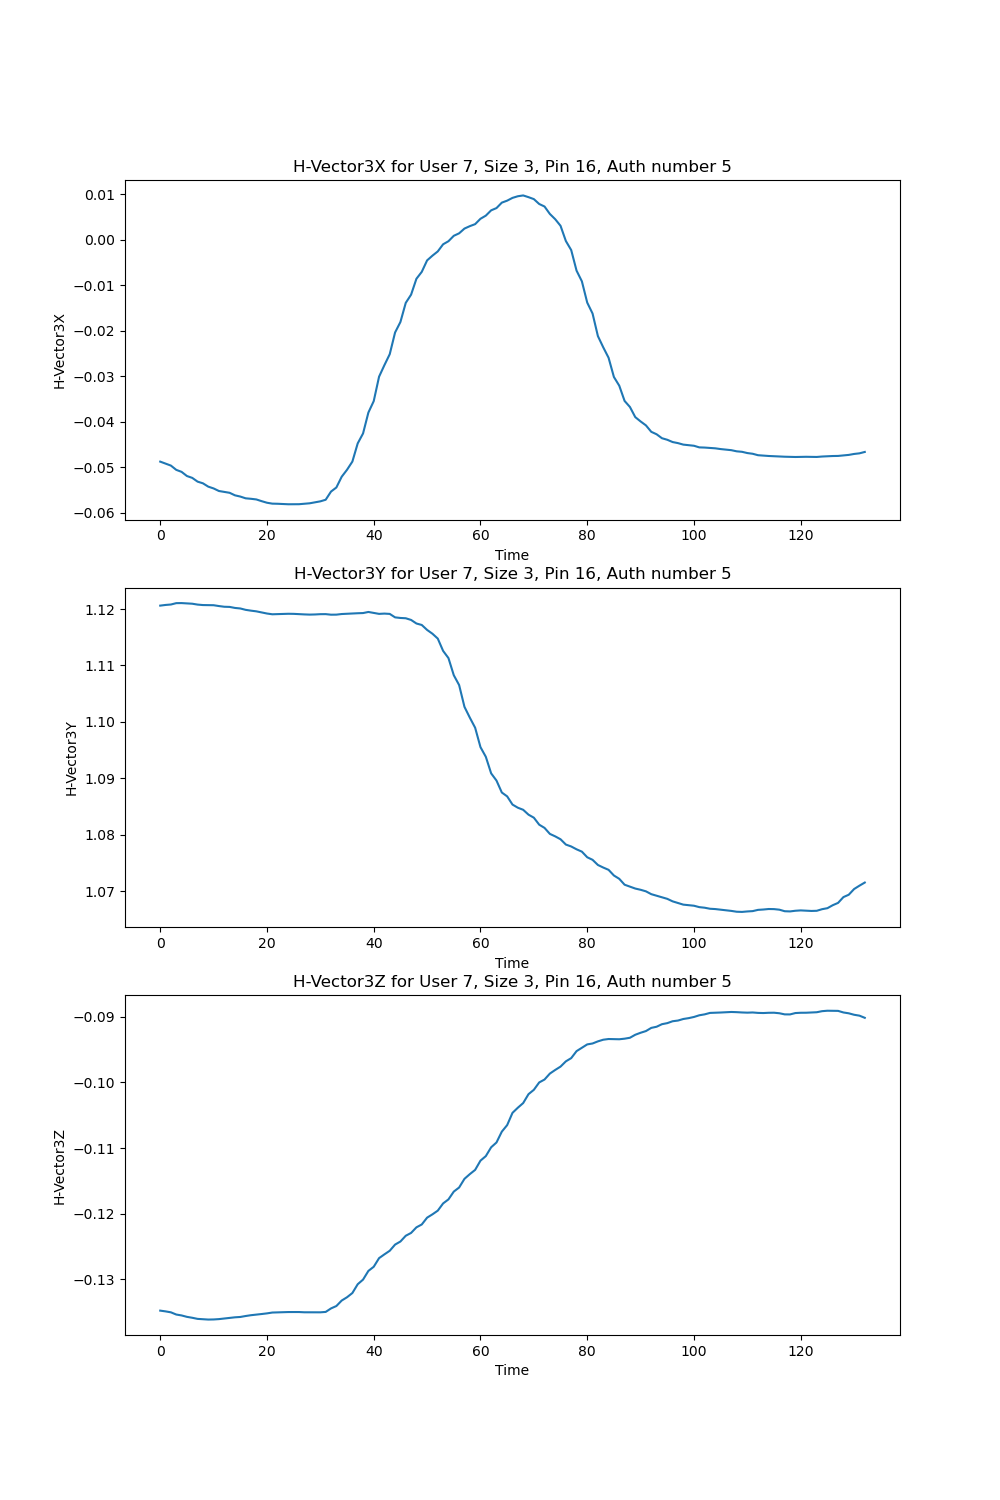 H-Vector3X for User 7, Size 3, Pin 16, Auth number 5
0.01
0.00
−0.01
−0.02
−0.03
−0.04
−0.05
−0.06
H-Vector3X
0 20 40 60 80 100 120
Time
H-Vector3Y for User 7, Size 3, Pin 16, Auth number 5
1.12
1.11
1.10
1.09
1.08
1.07
H-Vector3Y
0 20 40 60 80 100 120
Time
H-Vector3Z for User 7, Size 3, Pin 16, Auth number 5
−0.09
−0.10
−0.11
−0.12
−0.13
H-Vector3Z
0 20 40 60 80 100 120
Time